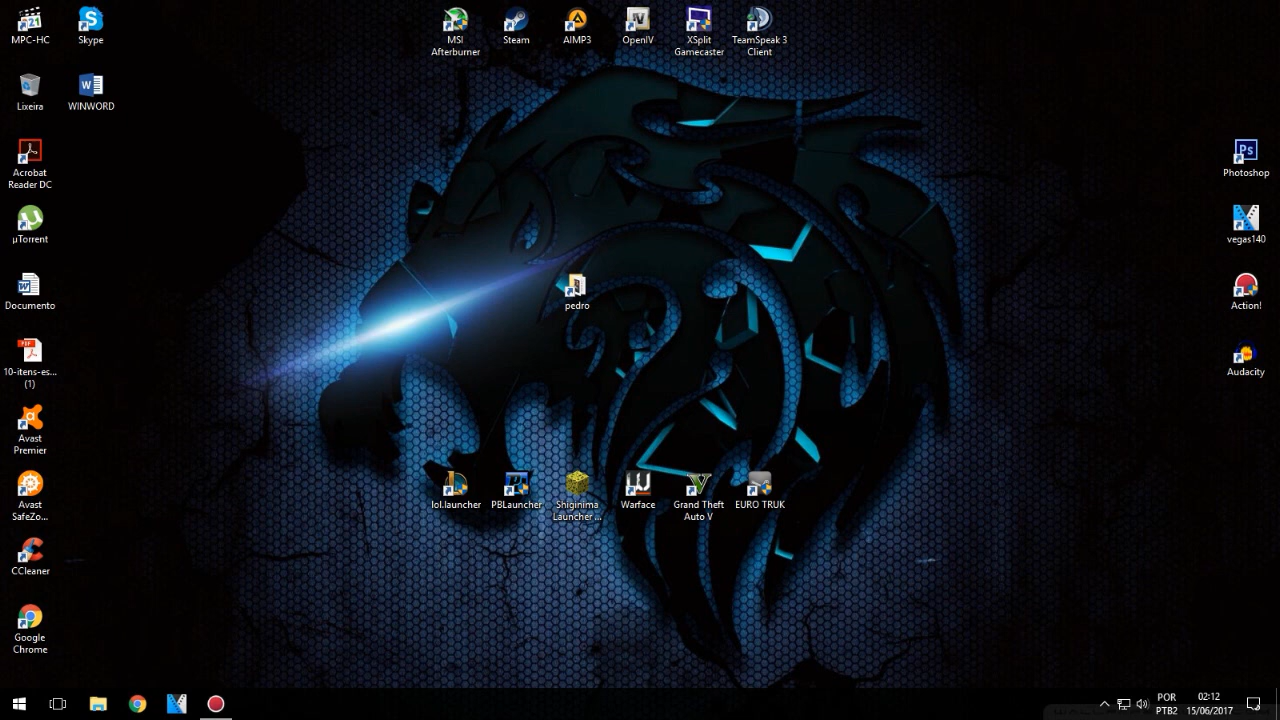 MPC-HC
Skype
MSI
Afterburner
Steam
AIMP3
OpenIV
XSplit
Gamecaster
TeamSpeak 3
Client
Lixeira
WINWORD
Acrobat
Reader DC
Photoshop
µTorrent
vegas140
Documento
pedro
Action!
10-itens-es...
(1)
Audacity
Avast
Premier
Avast
SafeZo...
lol.launcher
PBLauncher
Shiginima
Launcher ...
Warface
Grand Theft
Auto V
EURO TRUK
CCleaner
Google
Chrome
POR
PTB2
02:12
15/06/2017